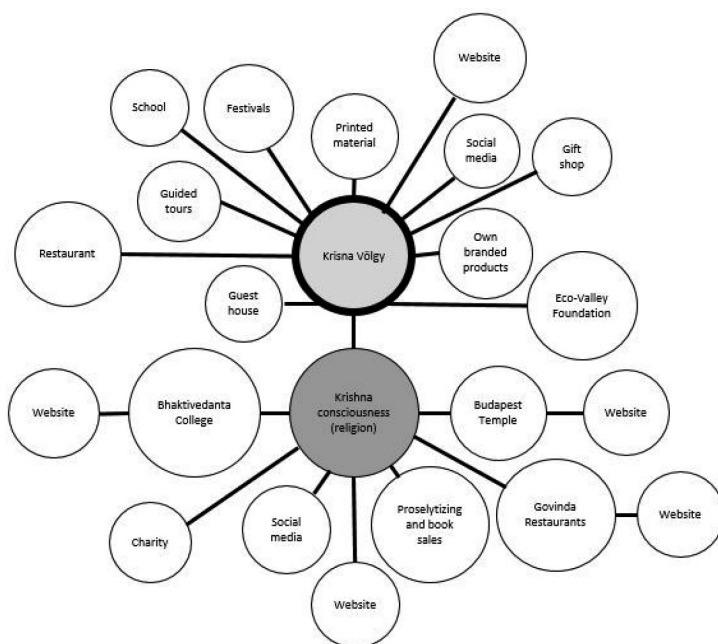 Website
School
Festivals
Printed
material
Social
media
Gift
shop
Guided
tours
Restaurant
Krisna Völgy
Own
branded
products
Guest
house
Eco-Valley
Foundation
Website
Bhaktivedanta
College
Krishna
consciousness
(religion)
Budapest
Temple
Website
Charity
Social
media
Proselytizing
and book
sales
Govinda
Restaurants
Website
Website